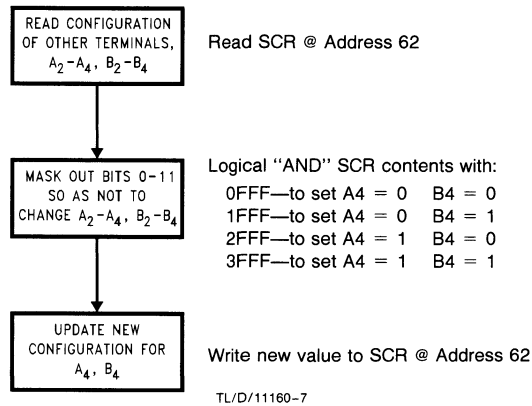 READ CONFIGURATION
OF OTHER TERMINALS,
A2–A4, B2–B4
Read SCR @ Address 62
MASK OUT BITS 0–11
SO AS NOT TO
CHANGE A2–A4, B2–B4
Logical "AND" SCR contents with:
0FFF—to set A4 = 0 B4 = 0
1FFF—to set A4 = 0 B4 = 1
2FFF—to set A4 = 1 B4 = 0
3FFF—to set A4 = 1 B4 = 1
UPDATE NEW
CONFIGURATION FOR
A4, B4
Write new value to SCR @ Address 62
TL/D/11160–7